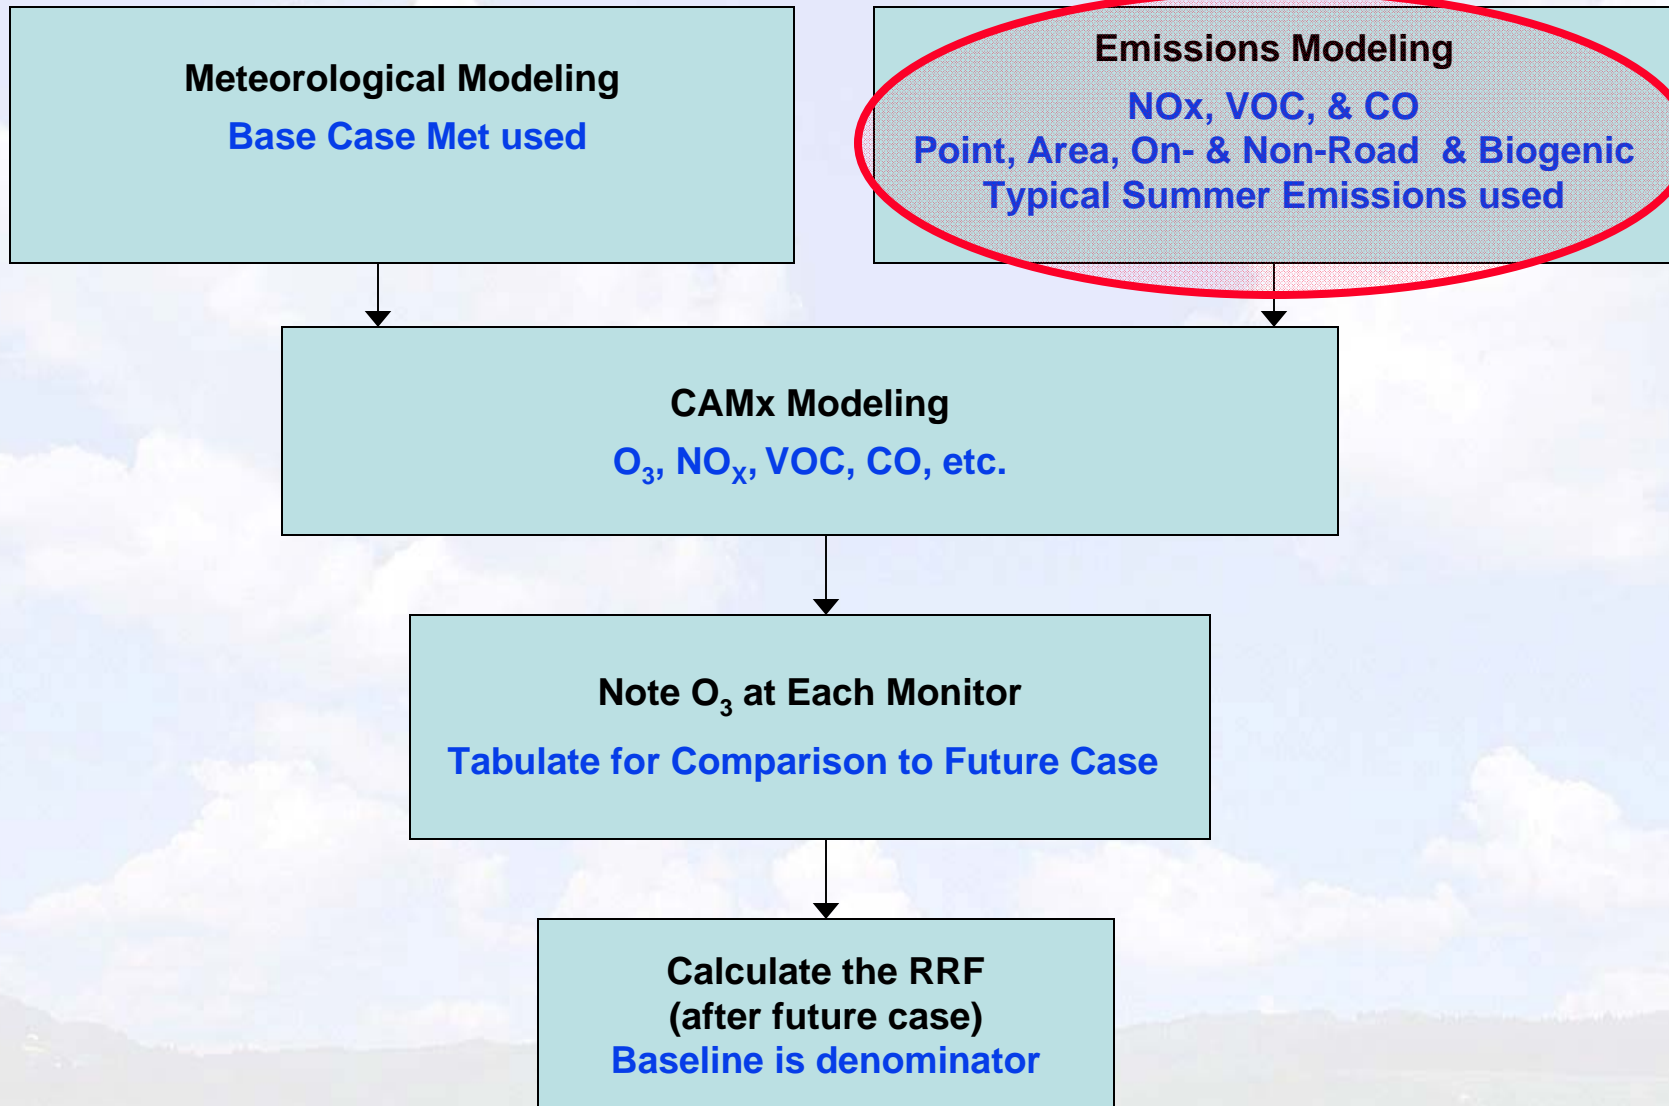 Meteorological Modeling
Base Case Met used
Emissions Modeling
NOx, VOC, & CO
Point, Area, On- & Non-Road & Biogenic
Typical Summer Emissions used
CAMx Modeling
O₃, NOₓ, VOC, CO, etc.
Note O₃ at Each Monitor
Tabulate for Comparison to Future Case
Calculate the RRF
(after future case)
Baseline is denominator